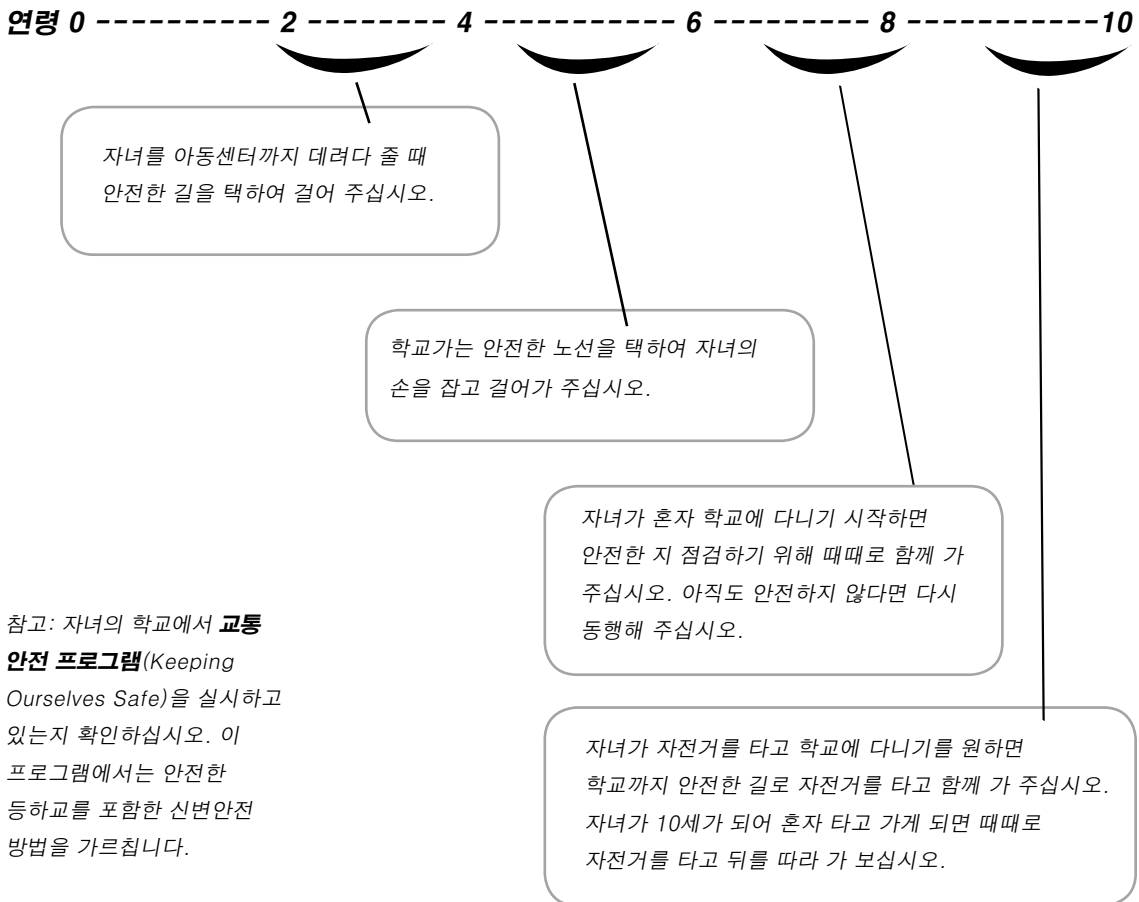 연령 0 ---------- 2 -------- 4 ----------- 6 --------- 8 -----------10
자녀를 아동센터까지 데려다 줄 때
안전한 길을 택하여 걸어 주십시오.
학교가는 안전한 노선을 택하여 자녀의
손을 잡고 걸어가 주십시오.
자녀가 혼자 학교에 다니기 시작하면
안전한 지 점검하기 위해 때때로 함께 가
주십시오. 아직도 안전하지 않다면 다시
동행해 주십시오.
참고: 자녀의 학교에서 교통
안전 프로그램(Keeping
Ourselves Safe)을 실시하고
있는지 확인하십시오. 이
프로그램에서는 안전한
등하교를 포함한 신변안전
방법을 가르칩니다.
자녀가 자전거를 타고 학교에 다니기를 원하면
학교까지 안전한 길로 자전거를 타고 함께 가 주십시오.
자녀가 10세가 되어 혼자 타고 가게 되면 때때로
자전거를 타고 뒤를 따라 가 보십시오.